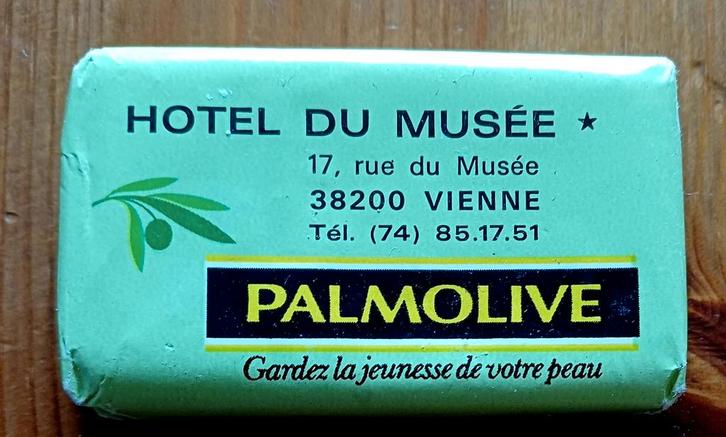 HOTEL DU MUSÉE ★
17, rue du Musée
38200 VIENNE
Tél. (74) 85.17.51
PALMOLIVE
Gardez la jeunesse de votre peau